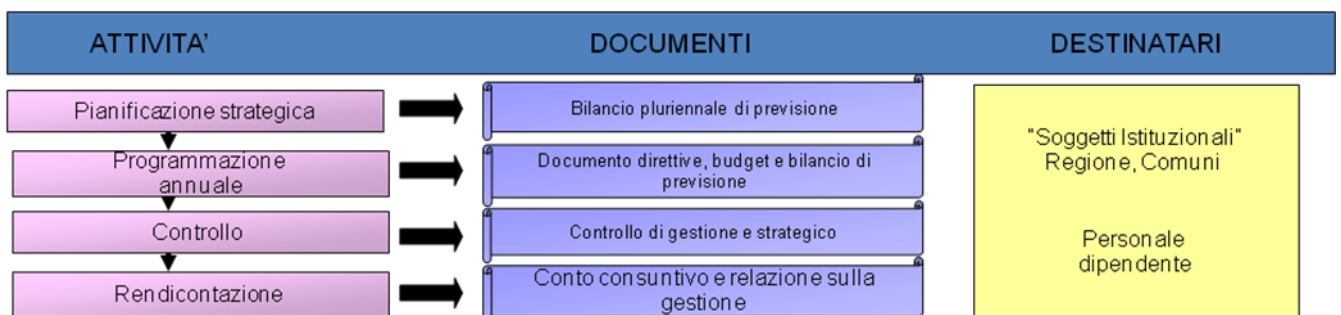 ATTIVITA' DOCUMENTI DESTINATARI
Pianificazione strategica
Bilancio pluriennale di previsione
Programmazione
annuale
Documento direttive, budget e bilancio di
previsione
Controllo
Controllo di gestione e strategico
Rendicontazione
Conto consuntivo e relazione sulla
gestione
"Soggetti Istituzionali"
Regione, Comuni
Personale
dipendente